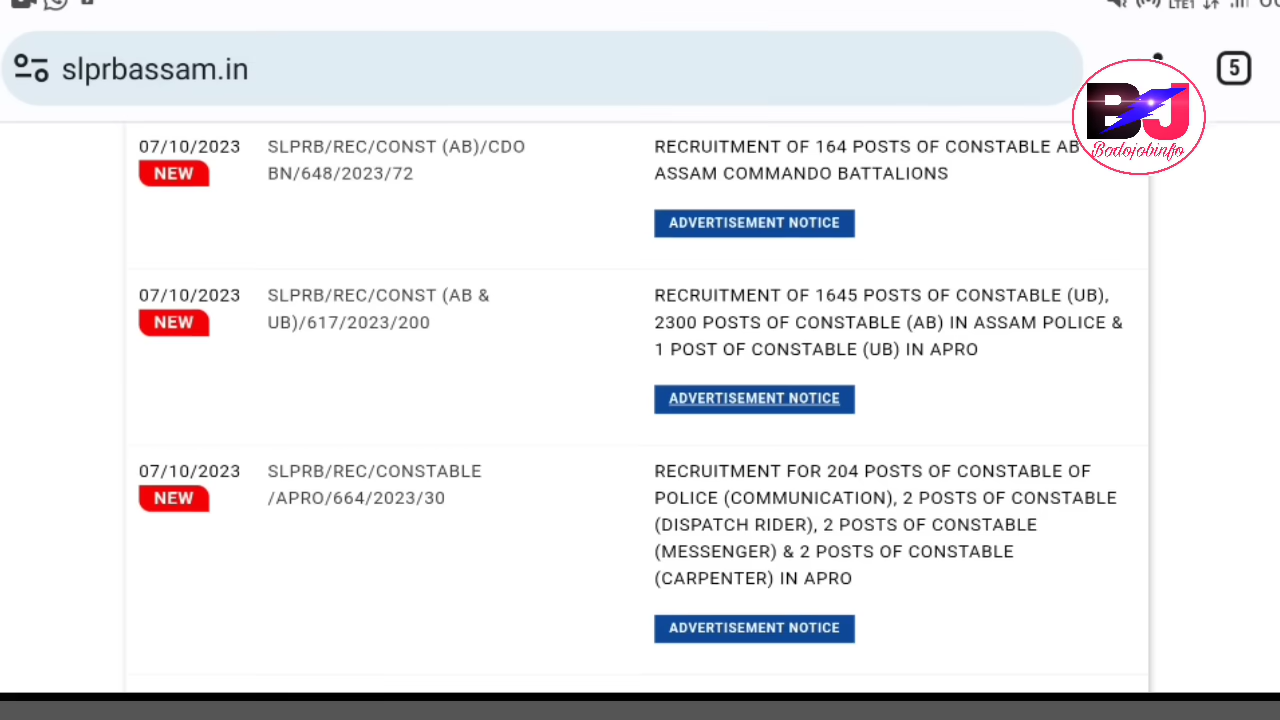 slprbassam.in
5
BJ
Bodojobinfo
07/10/2023
NEW
SLPRB/REC/CONST (AB)/CDO
BN/648/2023/72
RECRUITMENT OF 164 POSTS OF CONSTABLE AB
ASSAM COMMANDO BATTALIONS
ADVERTISEMENT NOTICE
07/10/2023
NEW
SLPRB/REC/CONST (AB &
UB)/617/2023/200
RECRUITMENT OF 1645 POSTS OF CONSTABLE (UB),
2300 POSTS OF CONSTABLE (AB) IN ASSAM POLICE &
1 POST OF CONSTABLE (UB) IN APRO
ADVERTISEMENT NOTICE
07/10/2023
NEW
SLPRB/REC/CONSTABLE
/APRO/664/2023/30
RECRUITMENT FOR 204 POSTS OF CONSTABLE OF
POLICE (COMMUNICATION), 2 POSTS OF CONSTABLE
(DISPATCH RIDER), 2 POSTS OF CONSTABLE
(MESSENGER) & 2 POSTS OF CONSTABLE
(CARPENTER) IN APRO
ADVERTISEMENT NOTICE